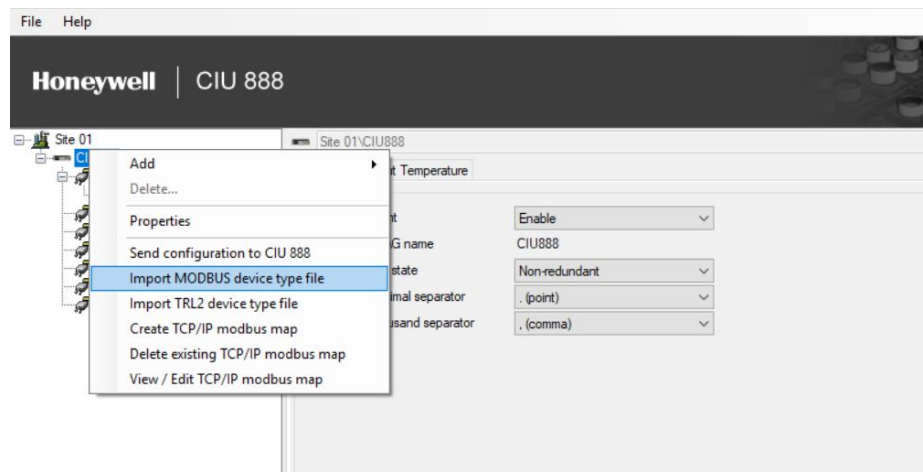 File Help
Honeywell CIU 888
Site 01
CI
Site 01\CIU888
Add
Delete...
Properties
Send configuration to CIU 888
Import MODBUS device type file
Import TRL2 device type file
Create TCP/IP modbus map
Delete existing TCP/IP modbus map
View / Edit TCP/IP modbus map
t Temperature
Enable
G name CIU888
state Non-redundant
imal separator . (point)
usand separator , (comma)